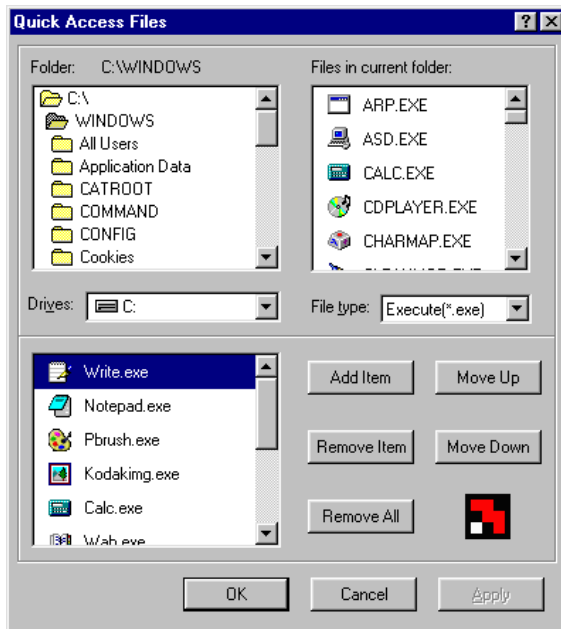 Quick Access Files
Folder: C:\WINDOWS
C:\
WINDOWS
All Users
Application Data
CATROOT
COMMAND
CONFIG
Cookies
Drives: C:
Files in current folder:
ARP.EXE
ASD.EXE
CALC.EXE
CDPLAYER.EXE
CHARMAP.EXE
File type: Execute(*.exe)
Write.exe
Notepad.exe
Pbrush.exe
Kodakimg.exe
Calc.exe
Wab.exe
Add Item
Move Up
Remove Item
Move Down
Remove All
OK
Cancel
Apply